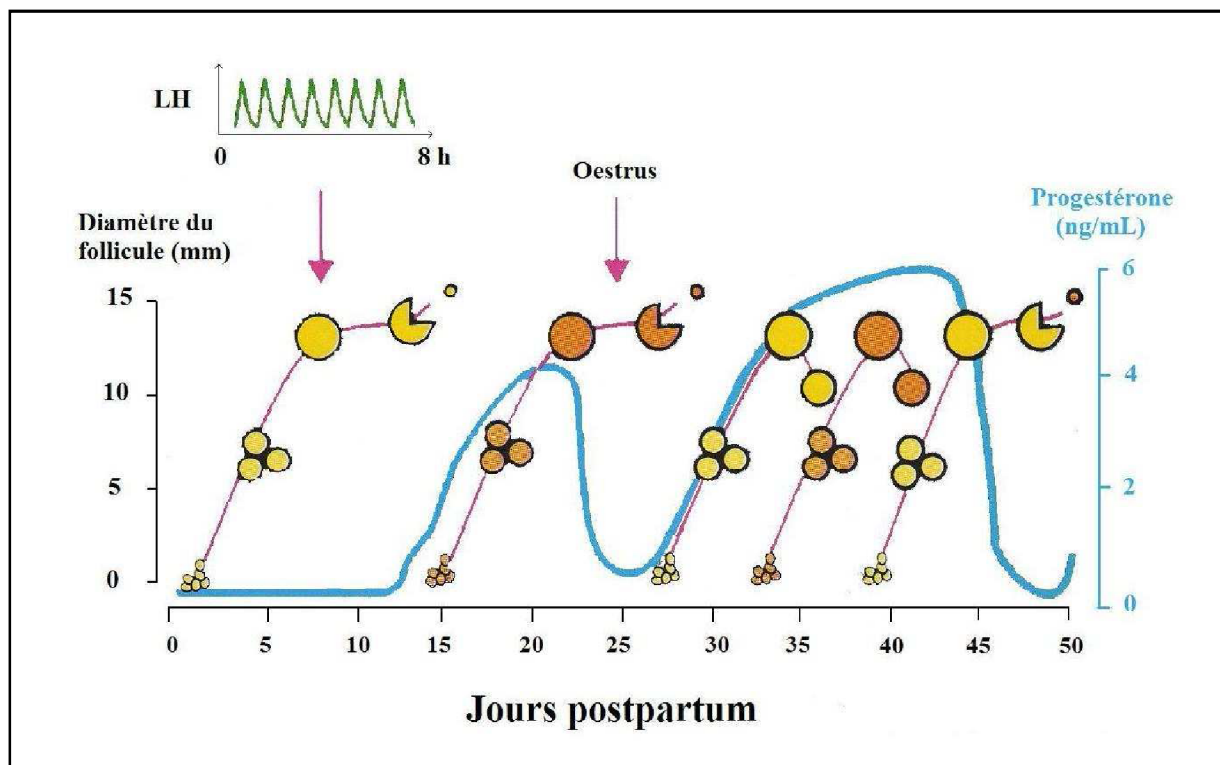 LH
0
8 h
Oestrus
Progestérone
(ng/mL)
Diamètre du
follicule (mm)
15
10
5
0
6
4
2
0
0 5 10 15 20 25 30 35 40 45 50
Jours postpartum